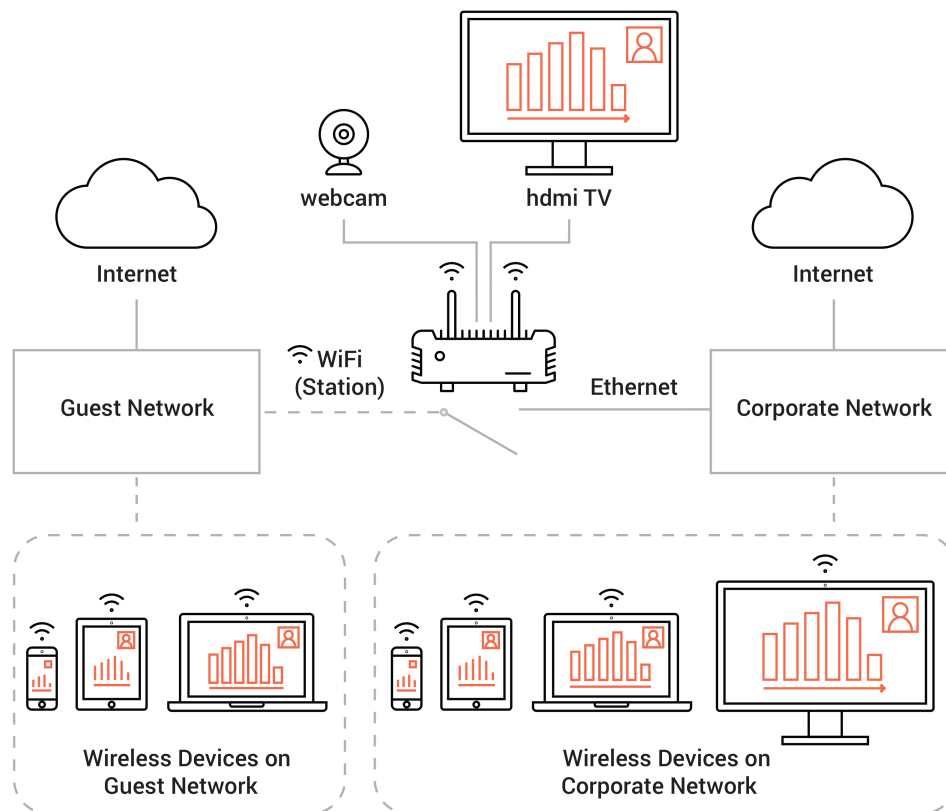 webcam
hdmi TV
Internet
Internet
WiFi
(Station)
Ethernet
Guest Network
Corporate Network
Wireless Devices on
Guest Network
Wireless Devices on
Corporate Network